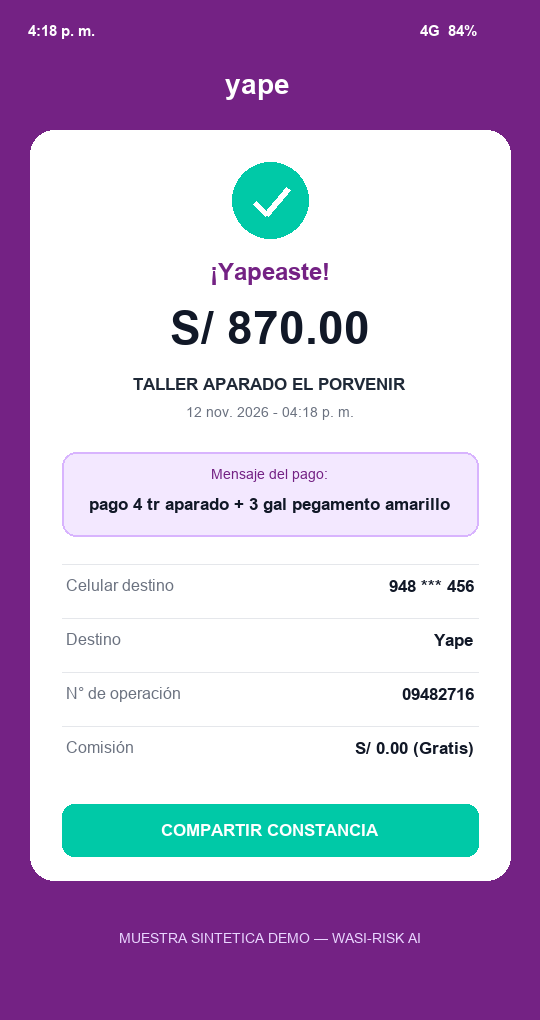 4:18 p. m. 4G 84%
yape
¡Yapeaste!
S/ 870.00
TALLER APARADO EL PORVENIR
12 nov. 2026 - 04:18 p. m.
Mensaje del pago:
pago 4 tr aparado + 3 gal pegamento amarillo
Celular destino 948 *** 456
Destino Yape
N° de operación 09482716
Comisión S/ 0.00 (Gratis)
COMPARTIR CONSTANCIA
MUESTRA SINTETICA DEMO — WASI-RISK AI